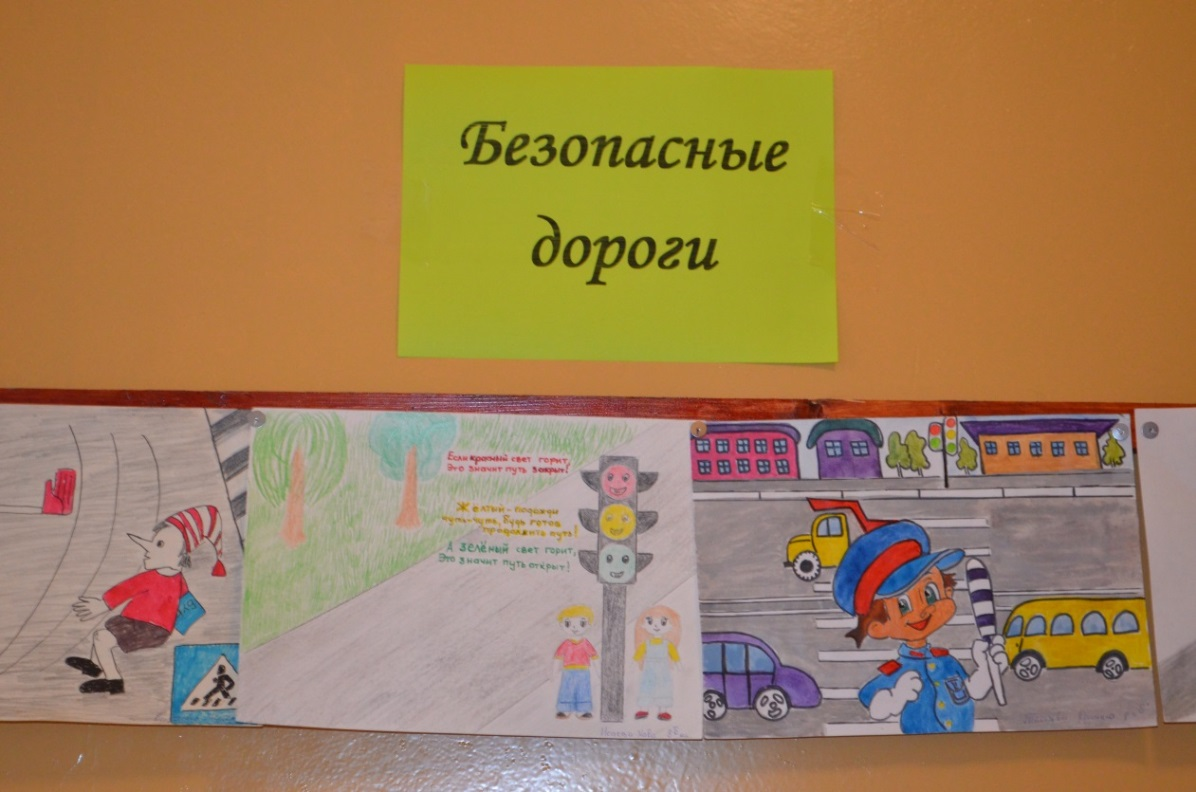 Безопасные
дороги
Если красный свет горит,
Это значит путь закрыт!
Желтый - подожди
чуть-чуть, будь готов
продолжить путь!
А зелёный свет горит,
Это значит путь открыт!